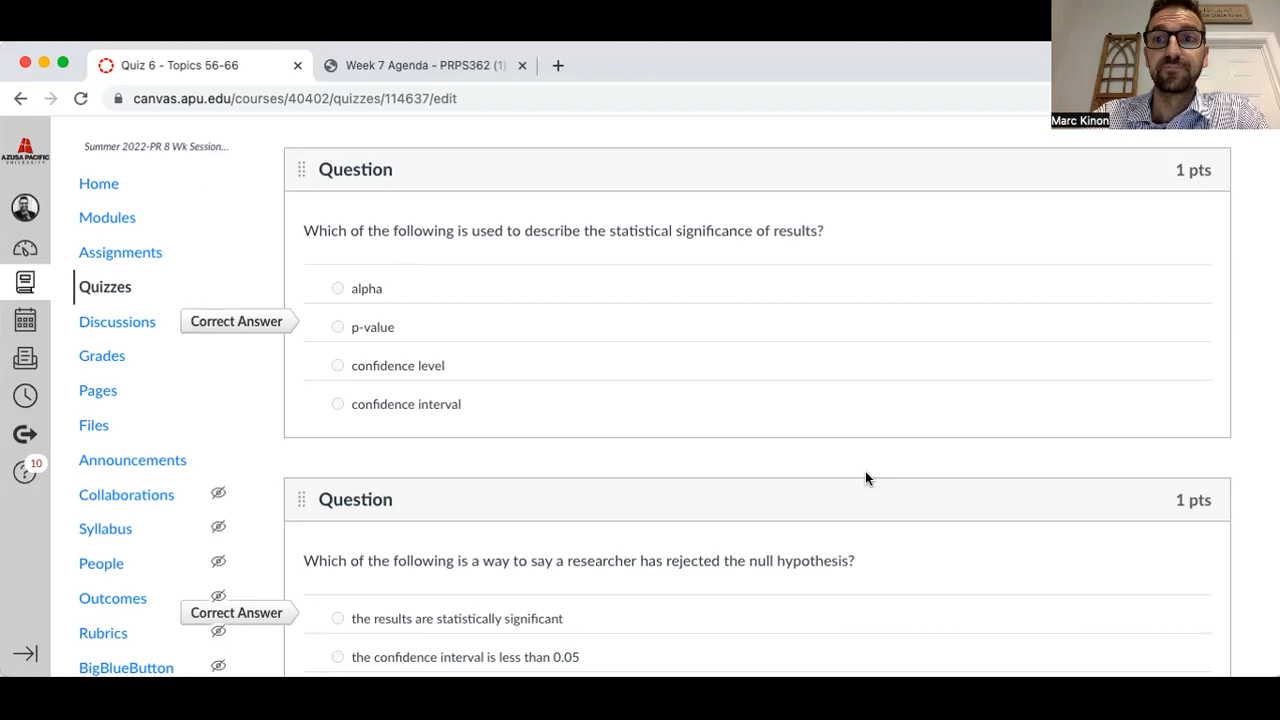 Quiz 6 - Topics 56-66
Week 7 Agenda - PRPS362 (1)
canvas.apu.edu/courses/40402/quizzes/114637/edit
Marc Kinon
AZUSA PACIFIC
UNIVERSITY
10
Summer 2022-PR 8 Wk Session...
Home
Modules
Assignments
Quizzes
Discussions
Grades
Pages
Files
Announcements
Collaborations
Syllabus
People
Outcomes
Rubrics
BigBlueButton
Question 1 pts
Which of the following is used to describe the statistical significance of results?
alpha
Correct Answer
p-value
confidence level
confidence interval
Question 1 pts
Which of the following is a way to say a researcher has rejected the null hypothesis?
Correct Answer
the results are statistically significant
the confidence interval is less than 0.05